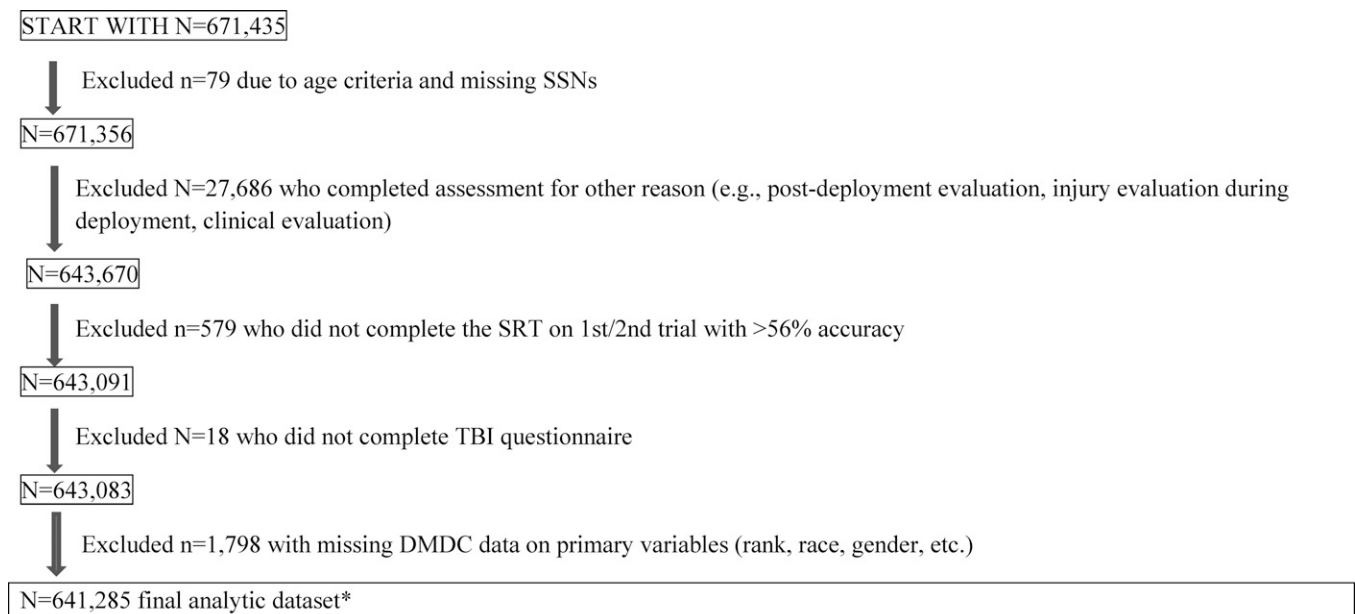 START WITH N=671,435
Excluded n=79 due to age criteria and missing SSNs
N=671,356
Excluded N=27,686 who completed assessment for other reason (e.g., post-deployment evaluation, injury evaluation during
deployment, clinical evaluation)
N=643,670
Excluded n=579 who did not complete the SRT on 1st/2nd trial with >56% accuracy
N=643,091
Excluded N=18 who did not complete TBI questionnaire
N=643,083
Excluded n=1,798 with missing DMDC data on primary variables (rank, race, gender, etc.)
N=641,285 final analytic dataset*